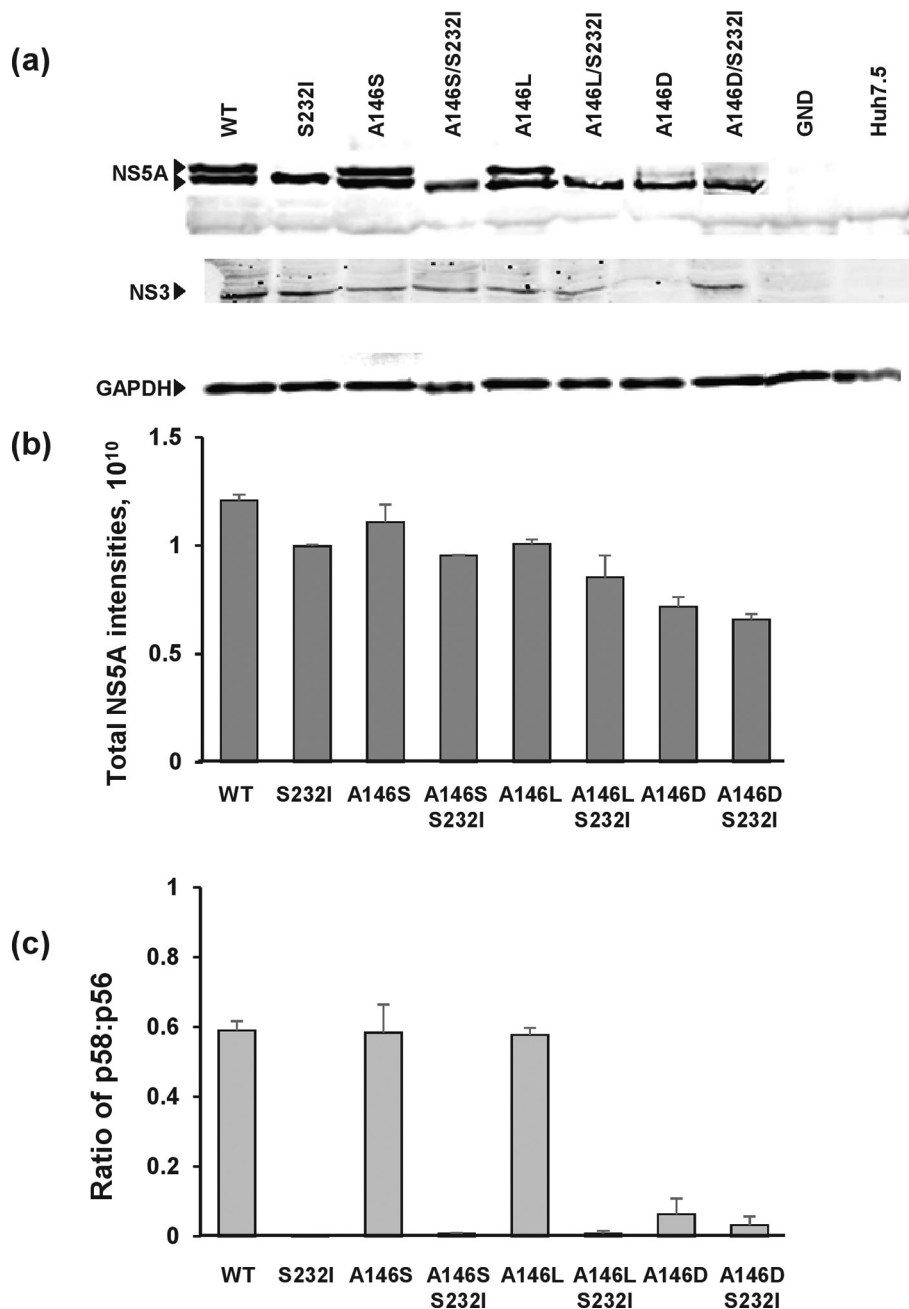 (a)
WT
S232I
A146S
A146S/S232I
A146L
A146L/S232I
A146D
A146D/S232I
GND
Huh7.5
NS5A
NS3
GAPDH
(b)
Total NS5A intensities, 10¹⁰
1.5
1
0.5
0
WT S232I A146S A146S A146L A146L A146D A146D
S232I S232I S232I
(c)
Ratio of p58:p56
1
0.8
0.6
0.4
0.2
0
WT S232I A146S A146S A146L A146L A146D A146D
S232I S232I S232I